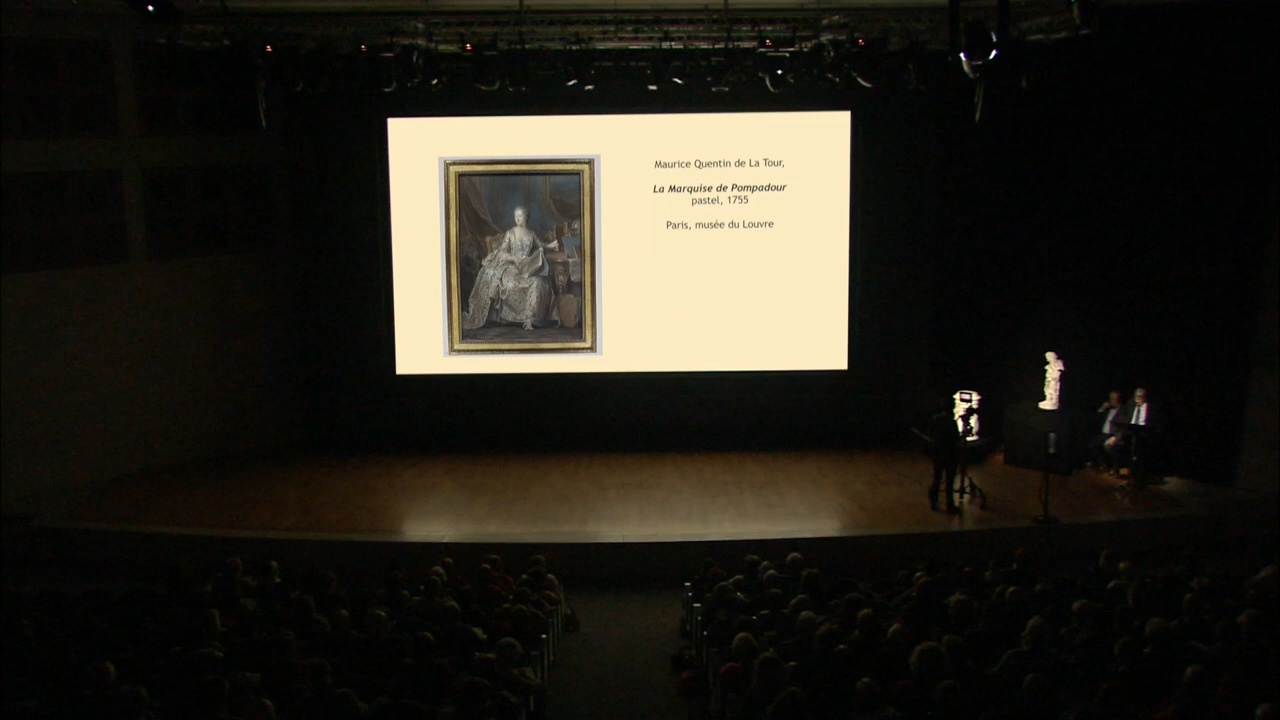 Maurice Quentin de La Tour,
La Marquise de Pompadour
pastel, 1755
Paris, musée du Louvre